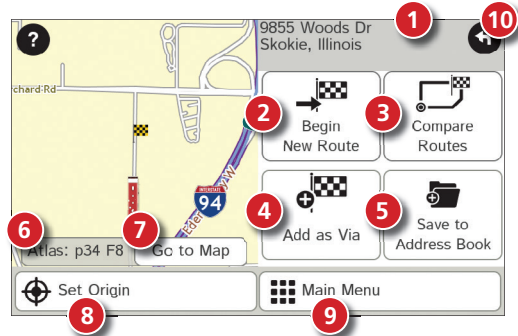 ?
9855 Woods Dr
Skokie, Illinois
1
10
chard Rd
2
Begin
New Route
3
Compare
Routes
INTERSTATE
94
Eden
WY
4
Add as Via
5
Save to
Address Book
6
Atlas: p34 F8
7
Go to Map
8
Set Origin
9
Main Menu